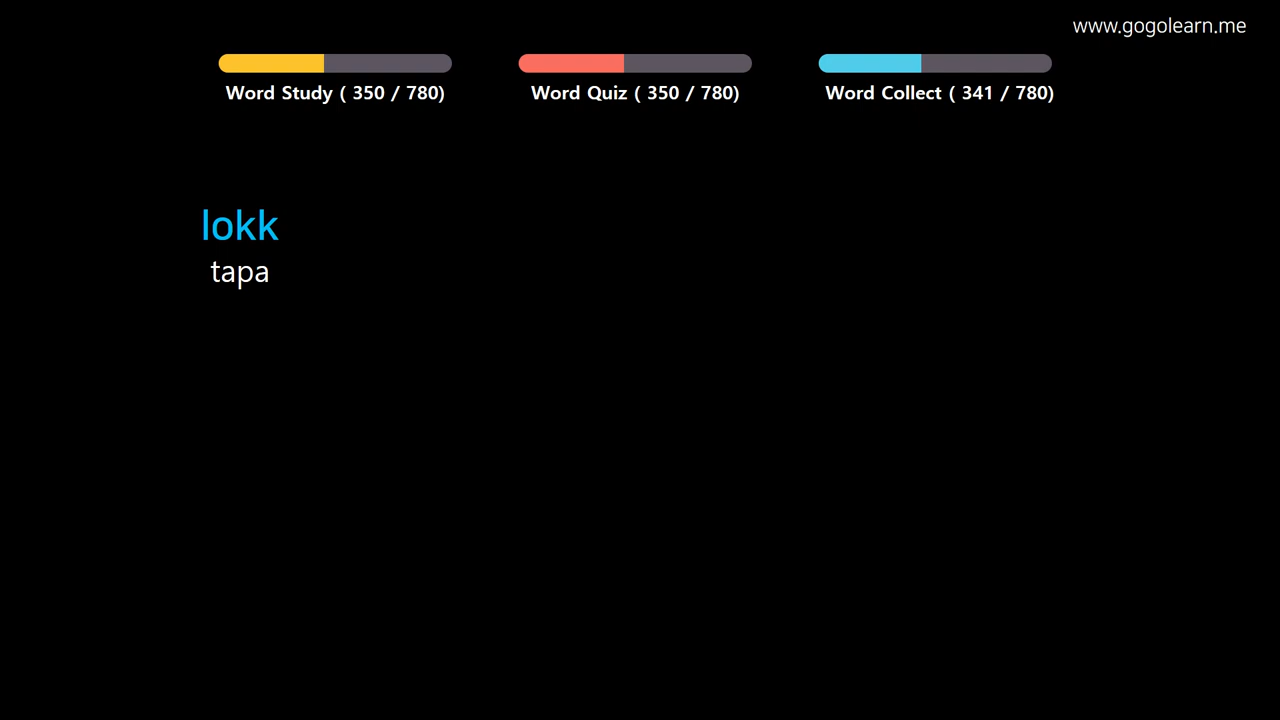 www.gogolearn.me
Word Study ( 350 / 780)
Word Quiz ( 350 / 780)
Word Collect ( 341 / 780)
lokk
tapa